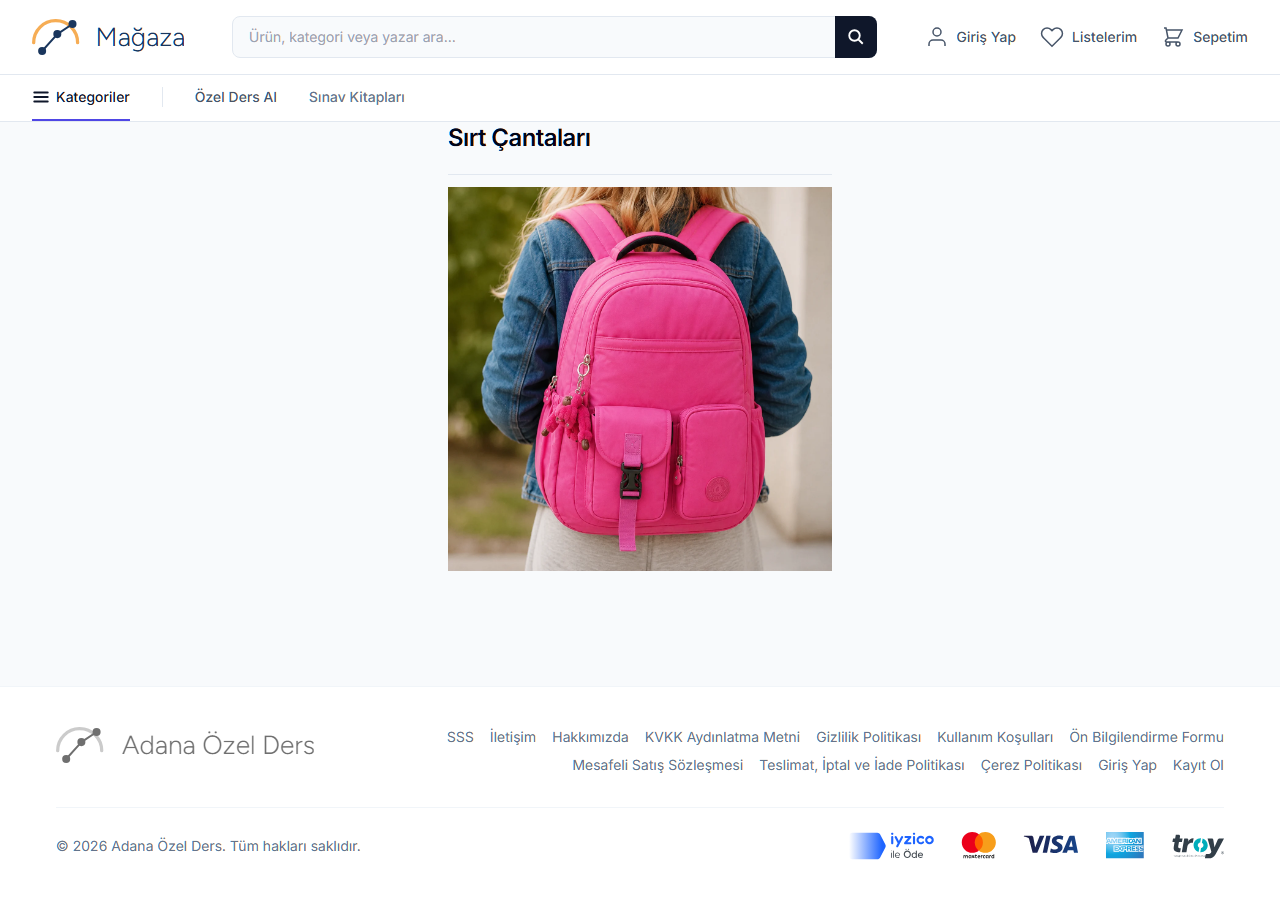 Mağaza
Ürün, kategori veya yazar ara...
Giriş Yap
Listelerim
Sepetim
Kategoriler
Özel Ders AI
Sınav Kitapları
Sırt Çantaları
Adana Özel Ders
SSS İletişim Hakkımızda KVKK Aydınlatma Metni Gizlilik Politikası Kullanım Koşulları Ön Bilgilendirme Formu
Mesafeli Satış Sözleşmesi Teslimat, İptal ve İade Politikası Çerez Politikası Giriş Yap Kayıt Ol
© 2026 Adana Özel Ders. Tüm hakları saklıdır.
iyzico
ile Öde
mastercard
VISA
AMERICAN
EXPRESS
troy